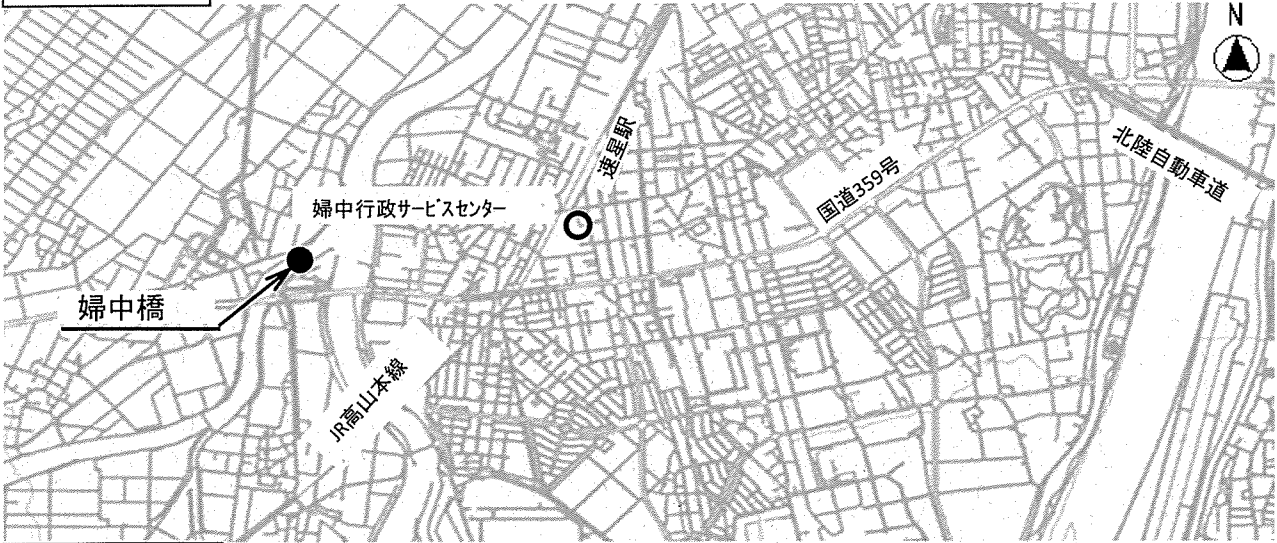 N
北陸自動車道
速星駅
国道359号
婦中行政サービスセンター
婦中橋
JR高山本線